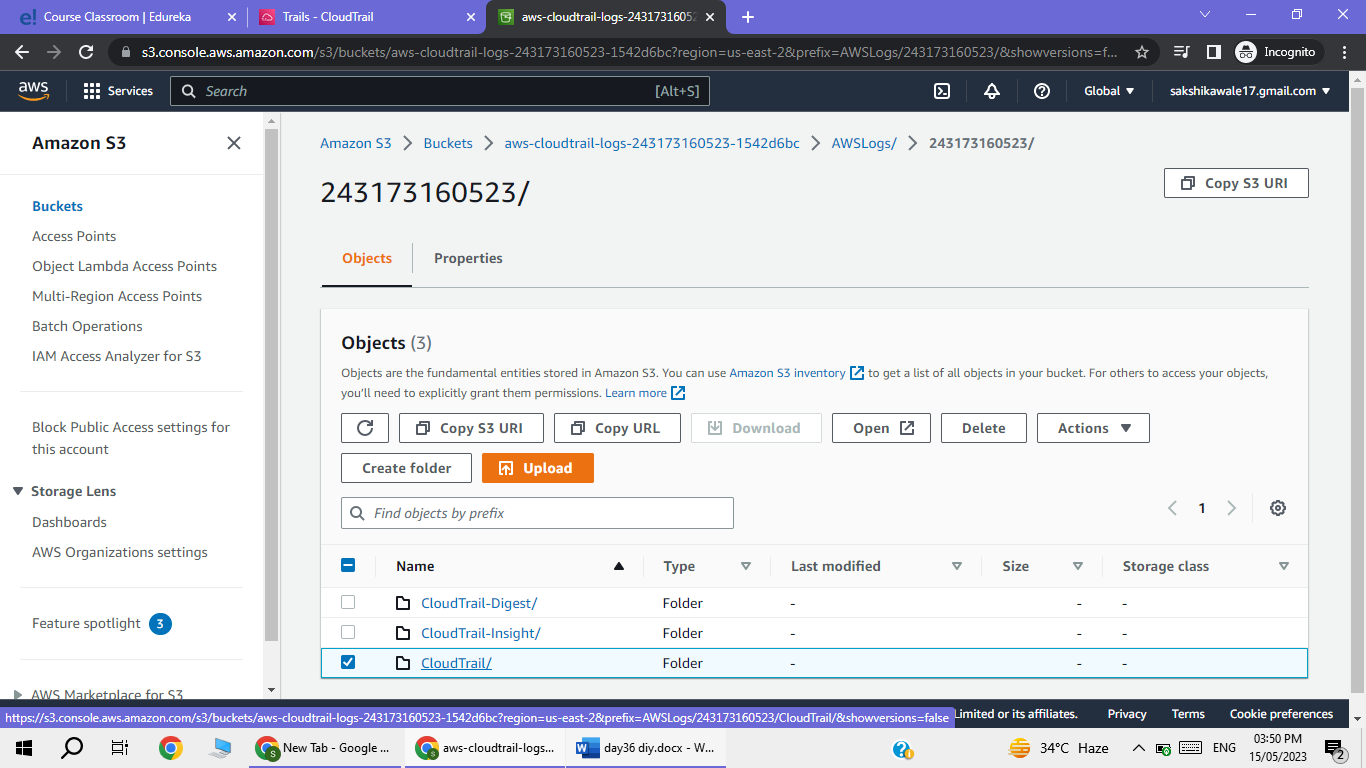 Course Classroom | Edureka
Trails - CloudTrail
aws-cloudtrail-logs-24317316052
s3.console.aws.amazon.com/s3/buckets/aws-cloudtrail-logs-243173160523-1542d6bc?region=us-east-2&prefix=AWSLogs/243173160523/&showversions=f...
Incognito
aws
Services
Search
[Alt+S]
Global
sakshikawale17.gmail.com
Amazon S3
Buckets
Access Points
Object Lambda Access Points
Multi-Region Access Points
Batch Operations
IAM Access Analyzer for S3
Block Public Access settings for
this account
Storage Lens
Dashboards
AWS Organizations settings
Feature spotlight 3
AWS Marketplace for S3
Amazon S3 > Buckets > aws-cloudtrail-logs-243173160523-1542d6bc > AWSLogs/ > 243173160523/
243173160523/
Copy S3 URI
Objects
Properties
Objects (3)
Objects are the fundamental entities stored in Amazon S3. You can use Amazon S3 inventory to get a list of all objects in your bucket. For others to access your objects,
you'll need to explicitly grant them permissions. Learn more
Copy S3 URI
Copy URL
Download
Open
Delete
Actions
Create folder
Upload
Find objects by prefix
1
Name Type Last modified Size Storage class
CloudTrail-Digest/ Folder - - -
CloudTrail-Insight/ Folder - - -
CloudTrail/ Folder - - -
https://s3.console.aws.amazon.com/s3/buckets/aws-cloudtrail-logs-243173160523-1542d6bc?region=us-east-2&prefix=AWSLogs/243173160523/CloudTrail/&showversions=false
Limited or its affiliates.
Privacy
Terms
Cookie preferences
New Tab - Google ...
aws-cloudtrail-logs...
day36 diy.docx - W...
34°C Haze
ENG
03:50 PM
15/05/2023
2